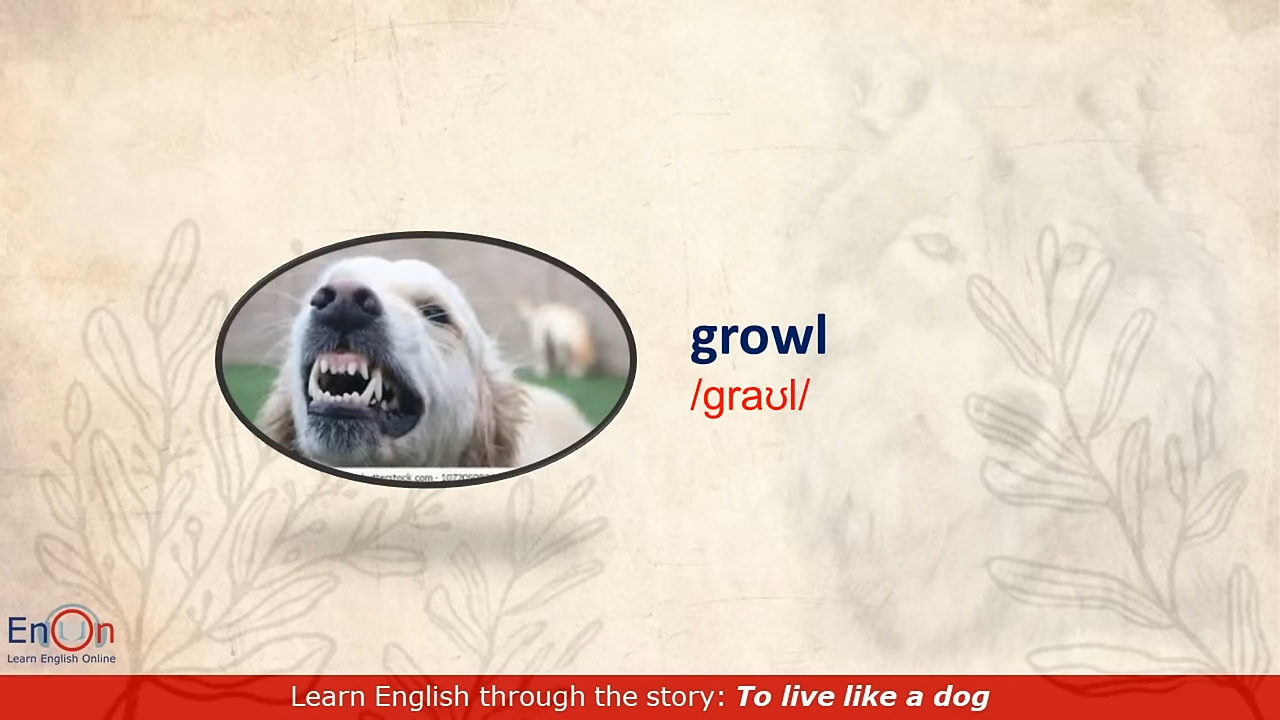 growl
/graʊl/
EnOn
Learn English Online
Learn English through the story: To live like a dog